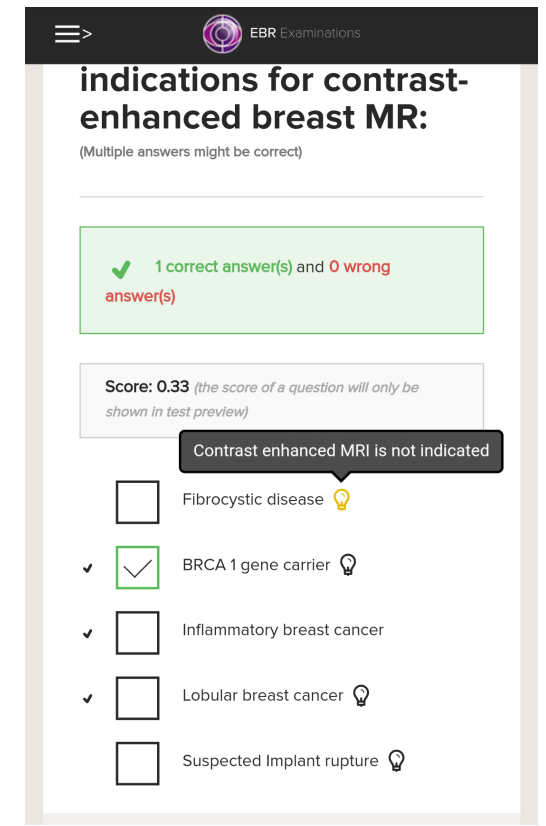 EBR Examinations
indications for contrast-
enhanced breast MR:
(Multiple answers might be correct)
1 correct answer(s) and 0 wrong
answer(s)
Score: 0.33 (the score of a question will only be
shown in test preview)
Contrast enhanced MRI is not indicated
Fibrocystic disease
BRCA 1 gene carrier
Inflammatory breast cancer
Lobular breast cancer
Suspected Implant rupture